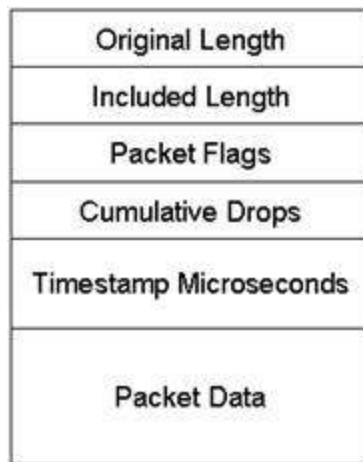 Original Length
Included Length
Packet Flags
Cumulative Drops
Timestamp Microseconds
Packet Data